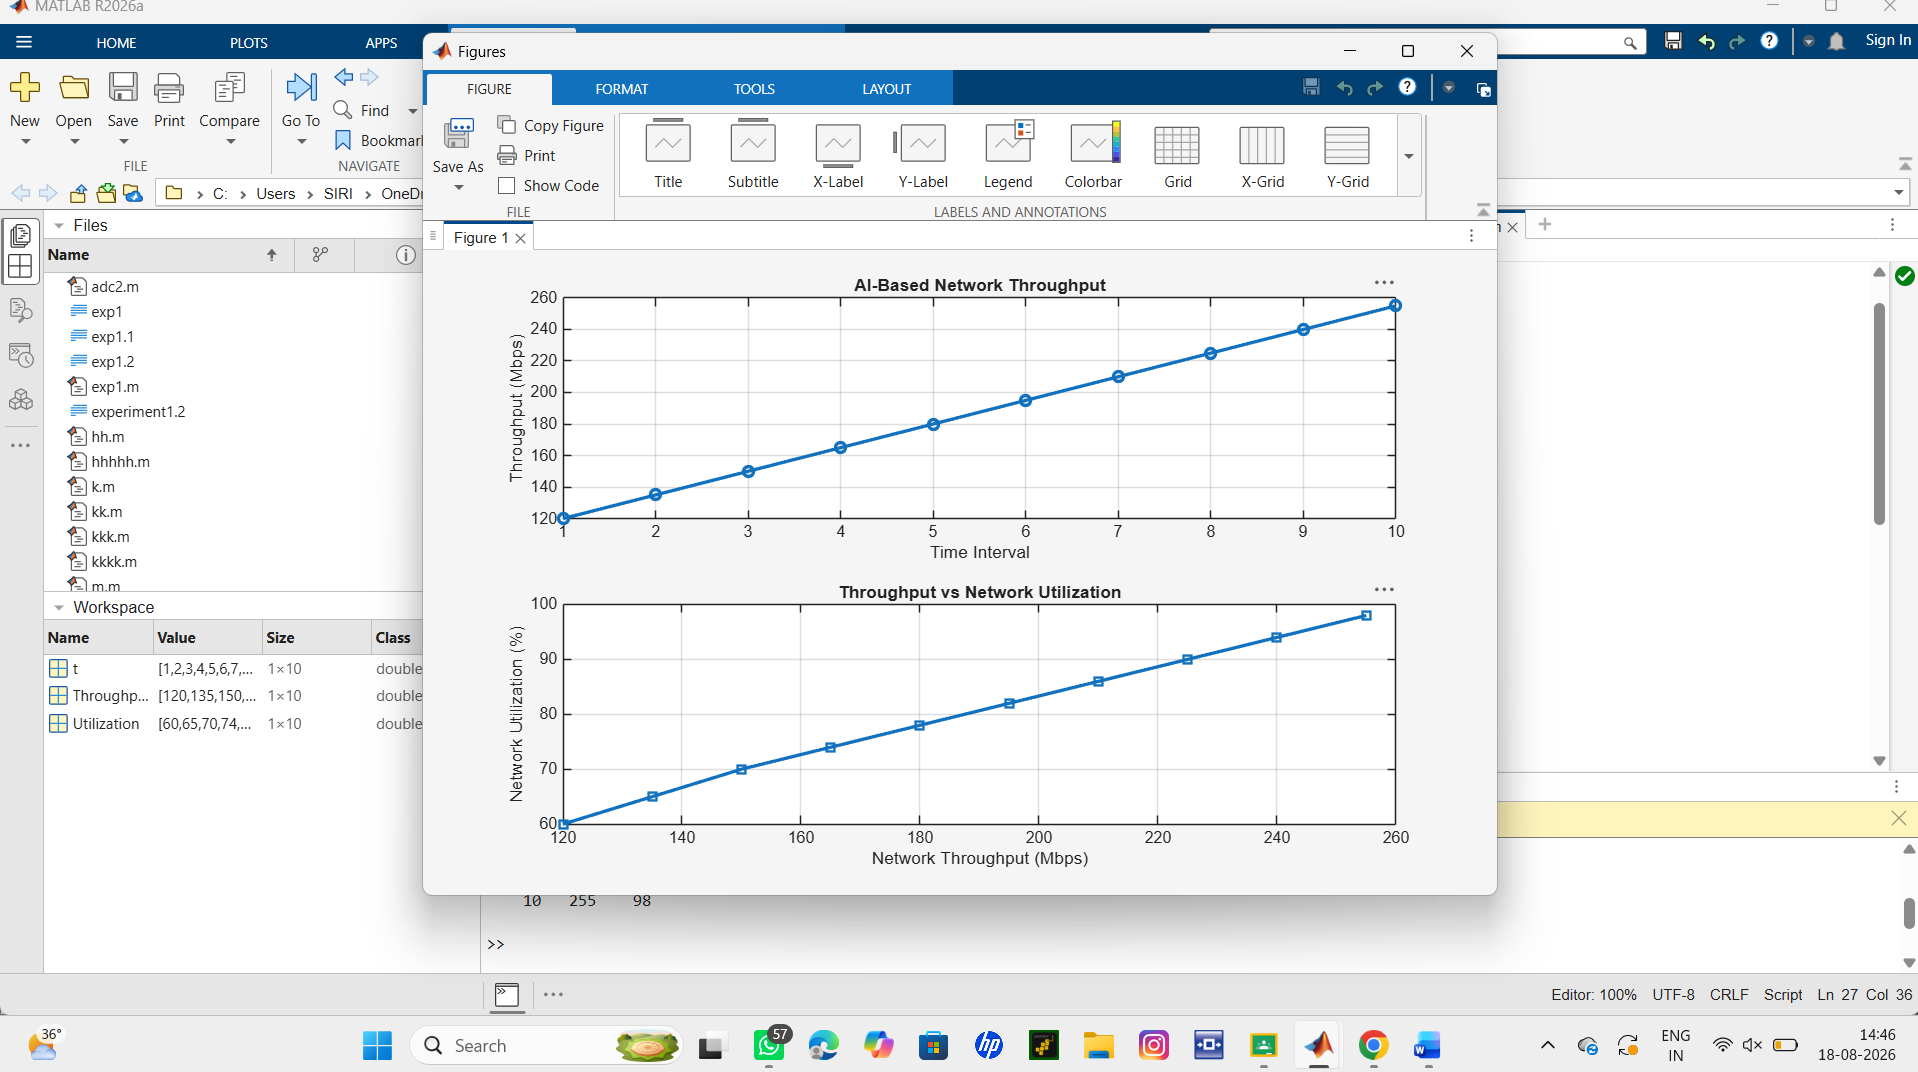 MATLAB R2026a
HOME PLOTS APPS
Sign In
New Open Save Print Compare Go To
Find
FILE NAVIGATE
C: Users SIRI
Files
Name
adc2.m
exp1
exp1.1
exp1.2
exp1.m
experiment1.2
hh.m
hhhhh.m
k.m
kk.m
kkk.m
kkkk.m
m.m
Workspace
Name Value Size Class
t [1,2,3,4,5,6,7,... 1×10 double
Throughp... [120,135,150,... 1×10 double
Utilization [60,65,70,74,... 1×10 double
Figures
FIGURE FORMAT TOOLS LAYOUT
Save As
Copy Figure
Print
Show Code
FILE
Title Subtitle X-Label Y-Label Legend Colorbar Grid X-Grid Y-Grid
LABELS AND ANNOTATIONS
Figure 1
AI-Based Network Throughput
Throughput (Mbps)
260
240
220
200
180
160
140
120
1 2 3 4 5 6 7 8 9 10
Time Interval
Throughput vs Network Utilization
Network Utilization (%)
100
90
80
70
60
120 140 160 180 200 220 240 260
Network Throughput (Mbps)
10 255 98
>>
Editor: 100% UTF-8 CRLF Script Ln 27 Col 36
36°
Search
57
hp
ENG
IN
14:46
18-08-2026